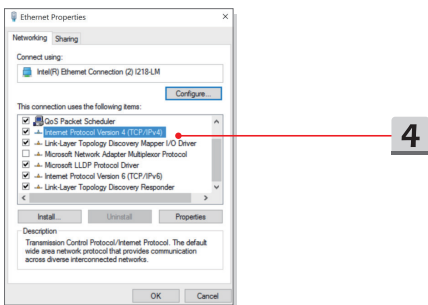 Ethernet Properties
Networking Sharing
Connect using:
Intel(R) Ethernet Connection (2) I218-LM
Configure...
This connection uses the following items:
QoS Packet Scheduler
Internet Protocol Version 4 (TCP/IPv4)
Link-Layer Topology Discovery Mapper I/O Driver
Microsoft Network Adapter Multiplexor Protocol
Microsoft LLDP Protocol Driver
Internet Protocol Version 6 (TCP/IPv6)
Link-Layer Topology Discovery Responder
Install... Uninstall Properties
Description
Transmission Control Protocol/Internet Protocol. The default
wide area network protocol that provides communication
across diverse interconnected networks.
OK Cancel
4